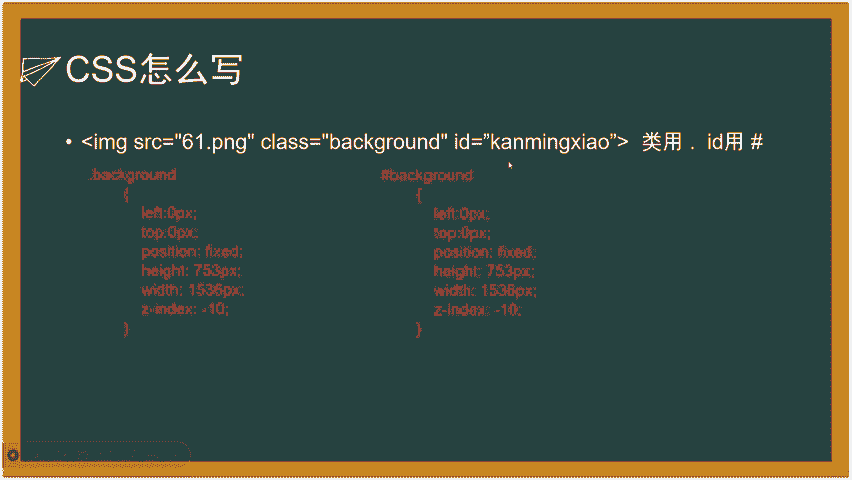 CSS怎么写
• <img src="61.png" class="background" id=”kanmingxiao”> 类用 . id用 #
.background
{
left:0px;
top:0px;
position: fixed;
height: 753px;
width: 1536px;
z-index: -10;
}
#background
{
left:0px;
top:0px;
position: fixed;
height: 753px;
width: 1536px;
z-index: -10;
}